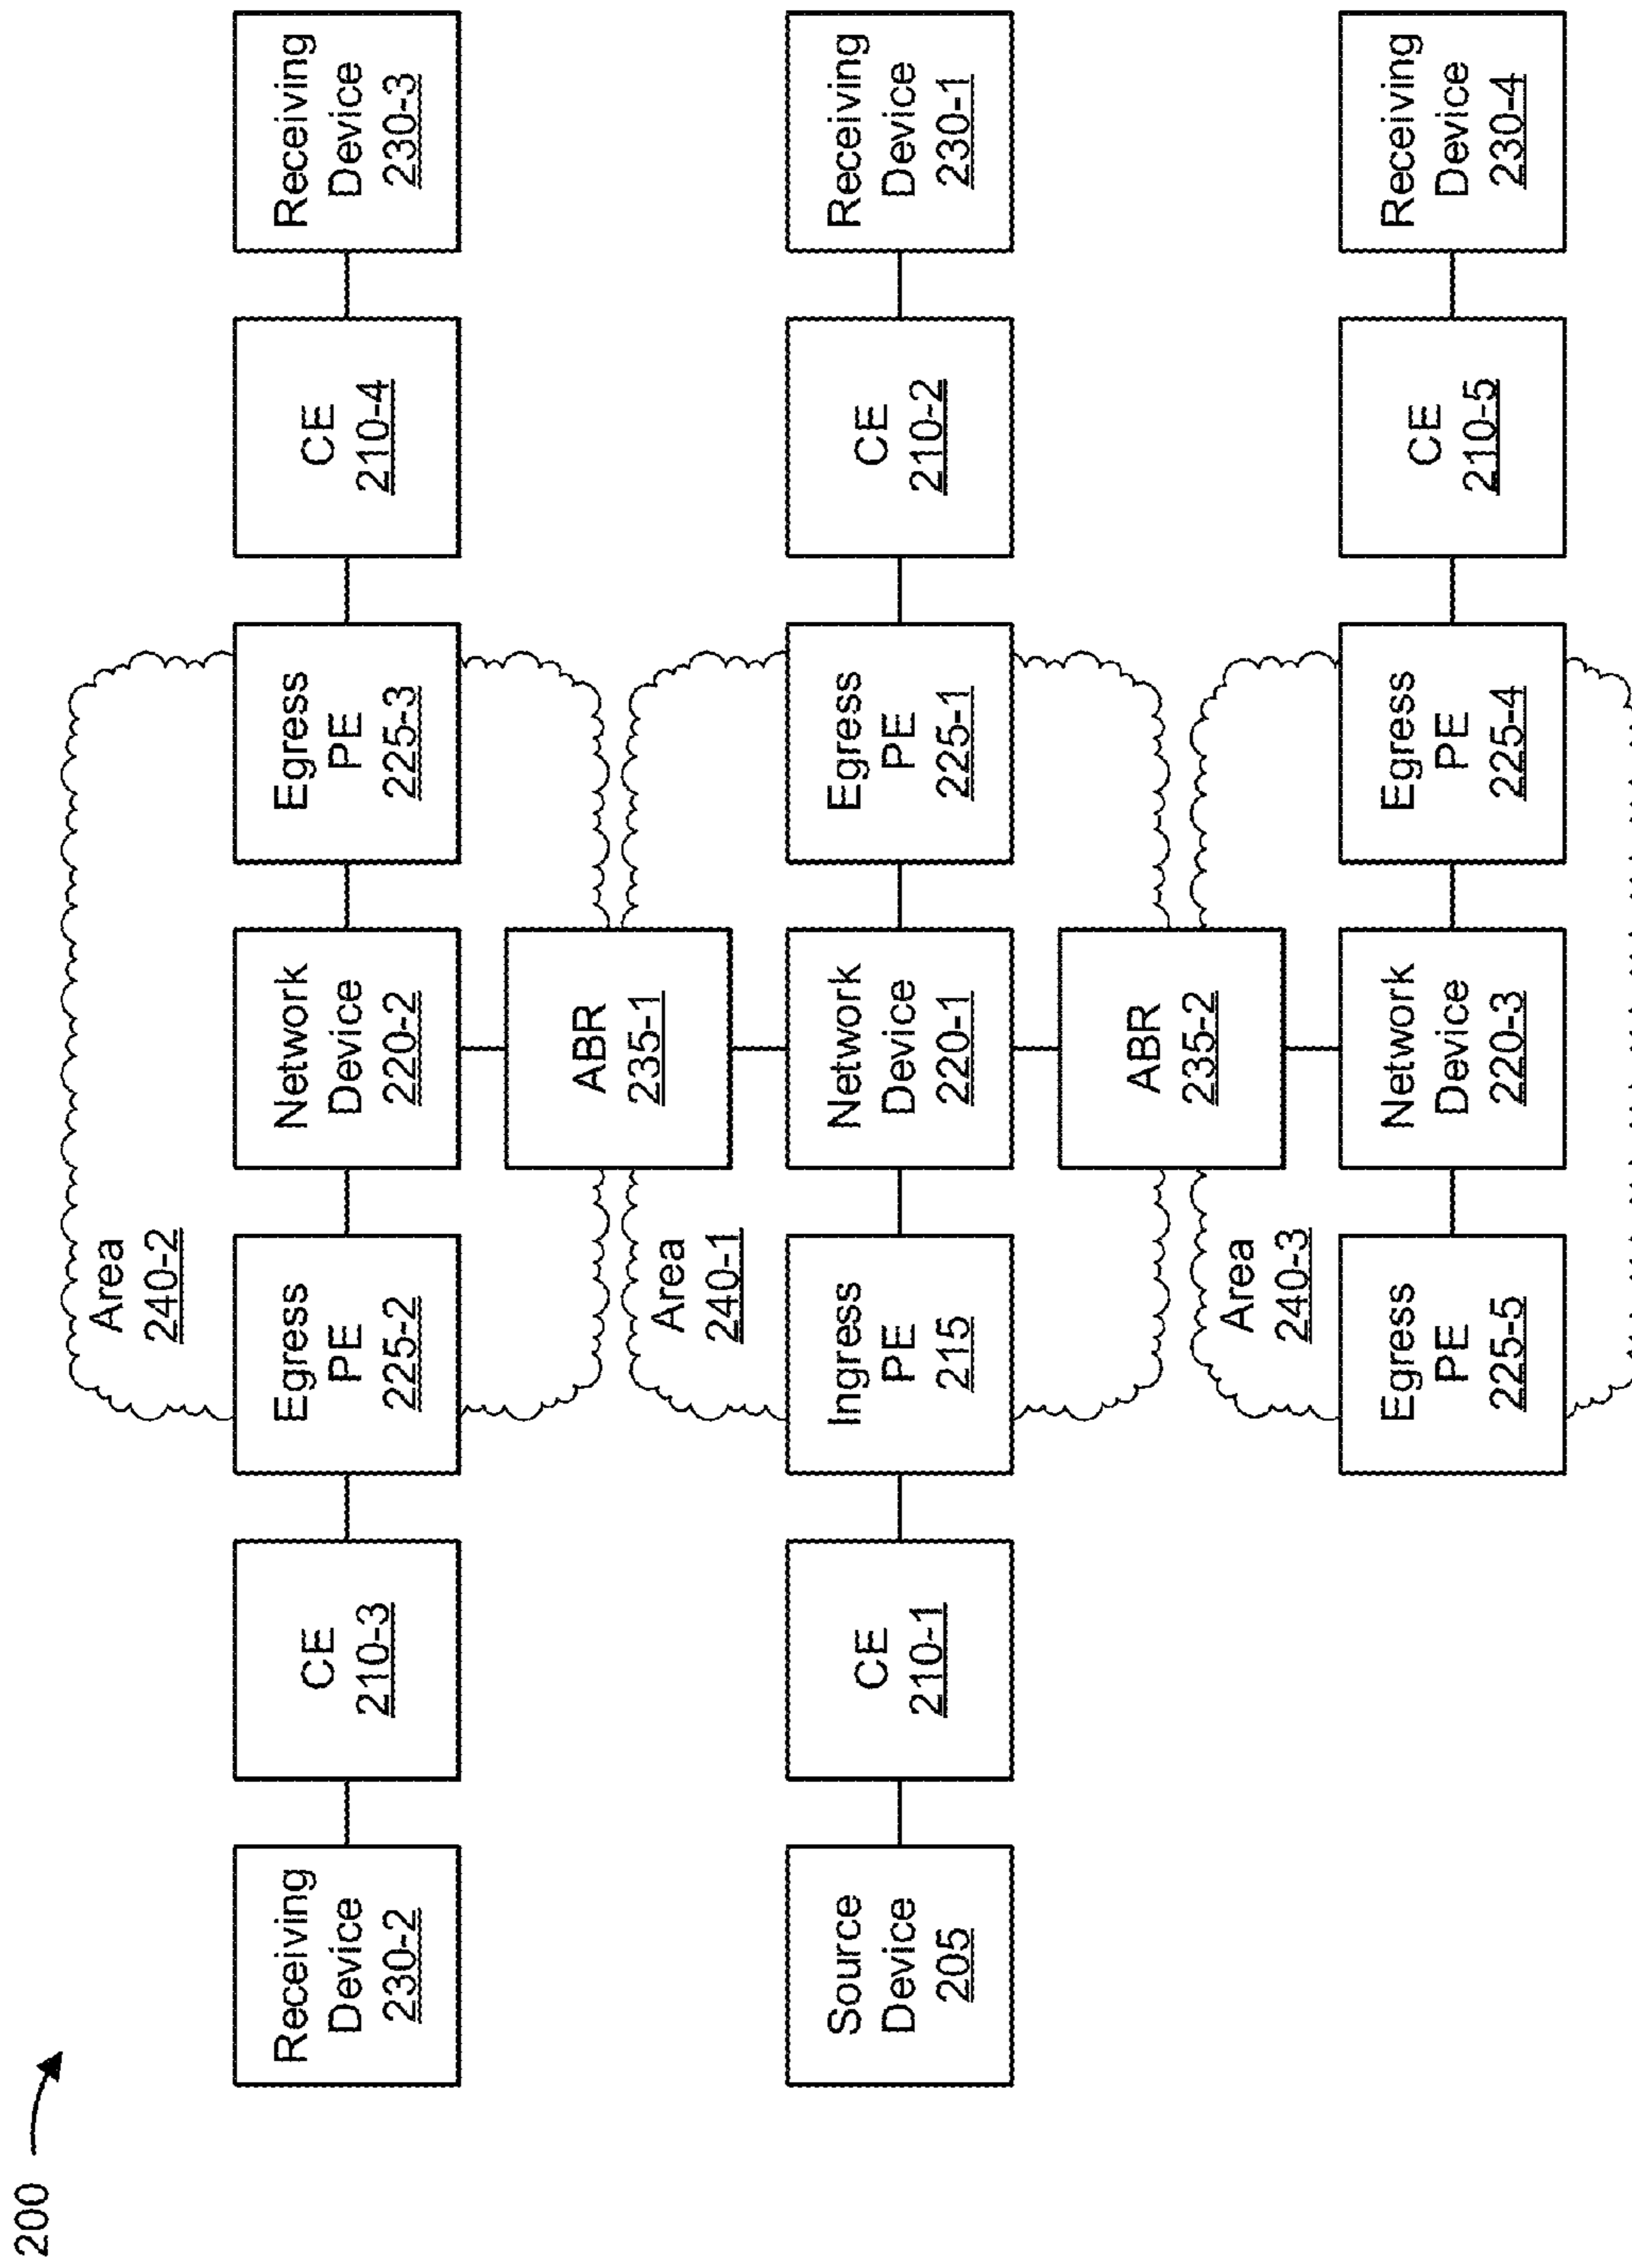 200
Area
240-2
Receiving
Device
230-2
CE
210-3
Egress
PE
225-2
Network
Device
220-2
Egress
PE
225-3
CE
210-4
Receiving
Device
230-3
ABR
235-1
Area
240-1
Source
Device
205
CE
210-1
Ingress
PE
215
Network
Device
220-1
Egress
PE
225-1
CE
210-2
Receiving
Device
230-1
ABR
235-2
Area
240-3
Egress
PE
225-5
Network
Device
220-3
Egress
PE
225-4
CE
210-5
Receiving
Device
230-4